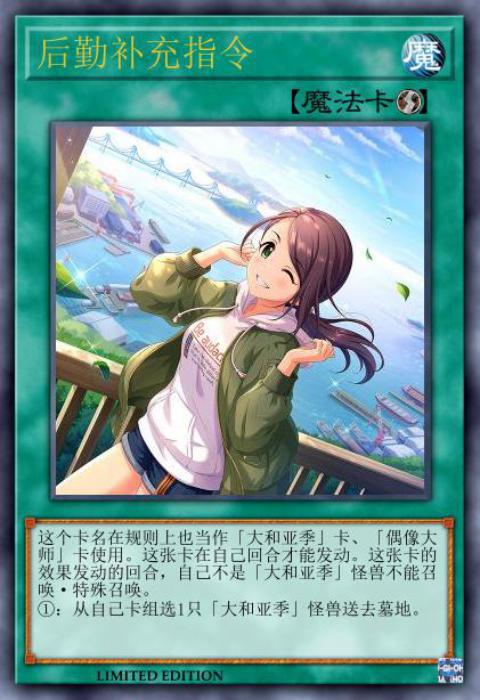 后勤补充指令
魔
【魔法卡】
Be audac
这个卡名在规则上也当作「大和亚季」卡、「偶像大
师」卡使用。这张卡在自己回合才能发动。这张卡的
效果发动的回合，自己不是「大和亚季」怪兽不能召
唤・特殊召唤。
①：从自己卡组选1只「大和亚季」怪兽送去墓地。
LIMITED EDITION